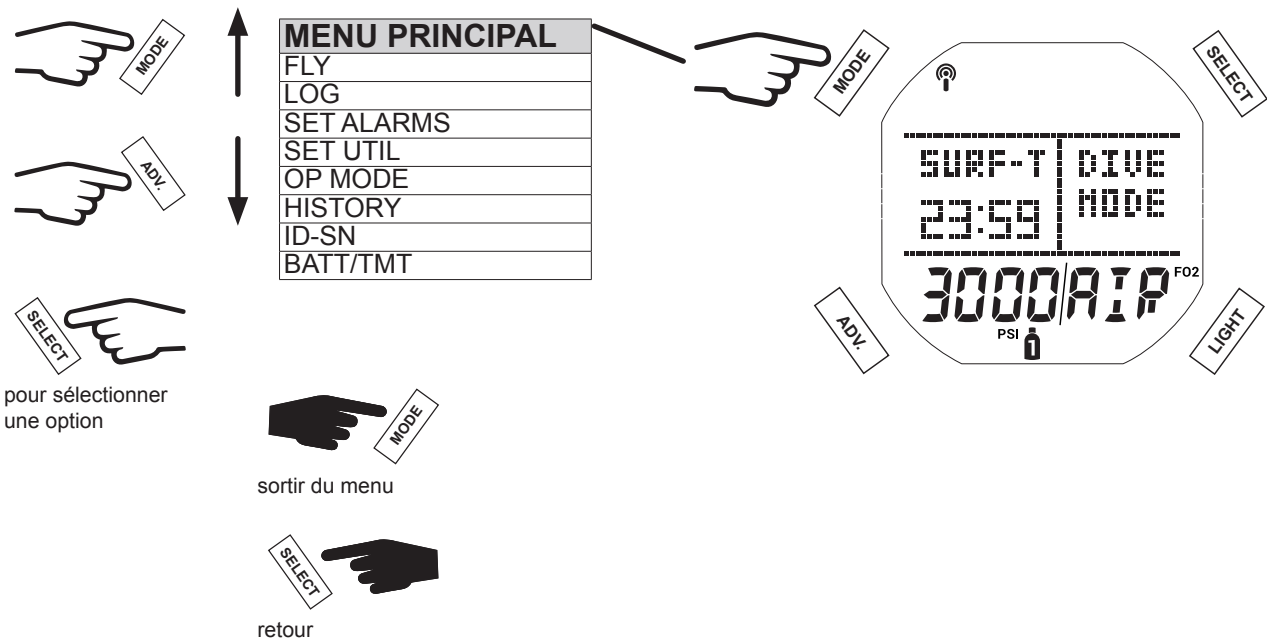 MODE
ADV.
SELECT
pour sélectionner
une option
MENU PRINCIPAL
FLY
LOG
SET ALARMS
SET UTIL
OP MODE
HISTORY
ID-SN
BATT/TMT
MODE
sortir du menu
SELECT
retour
MODE
SELECT
SURF-T DIVE
MODE
23:59
3000/AIR FO2
PSI 1
ADV.
LIGHT